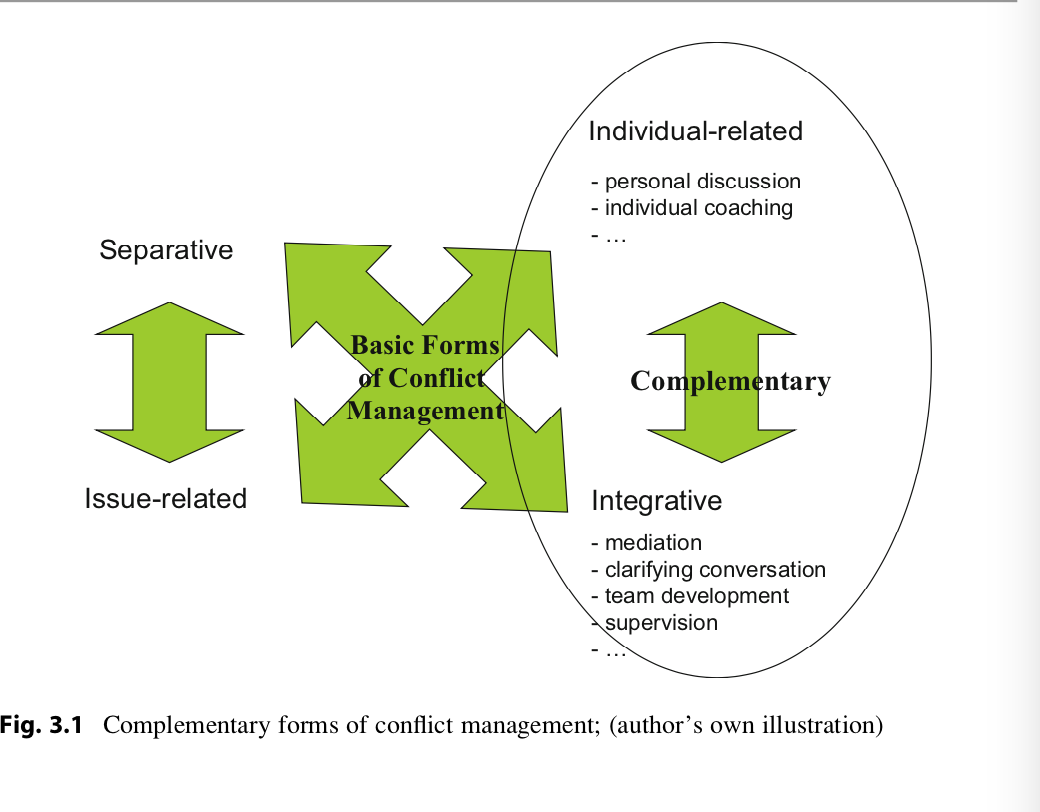 Individual-related
- personal discussion
- individual coaching
- …
Separative
Basic Forms
of Conflict
Management
Complementary
Issue-related
Integrative
- mediation
- clarifying conversation
- team development
- supervision
- …
Fig. 3.1 Complementary forms of conflict management; (author’s own illustration)